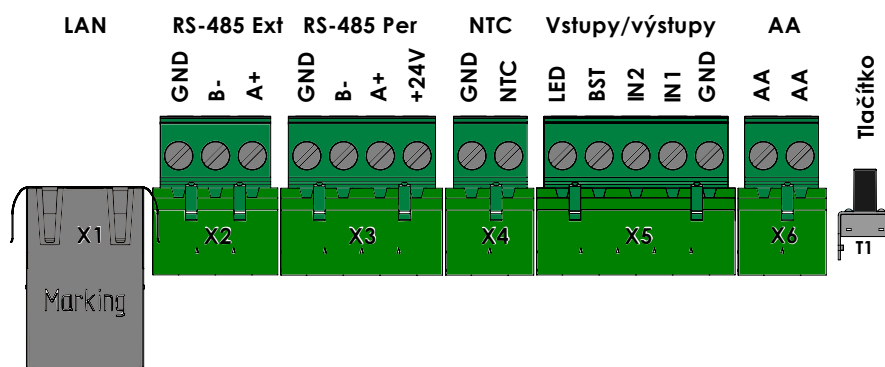 LAN RS-485 Ext RS-485 Per NTC Vstupy/výstupy AA
GND B- A+ GND B- A+ +24V GND NTC LED BST IN2 IN1 GND AA AA Tlačítko
X1 X2 X3 X4 X5 X6 T1
Marking